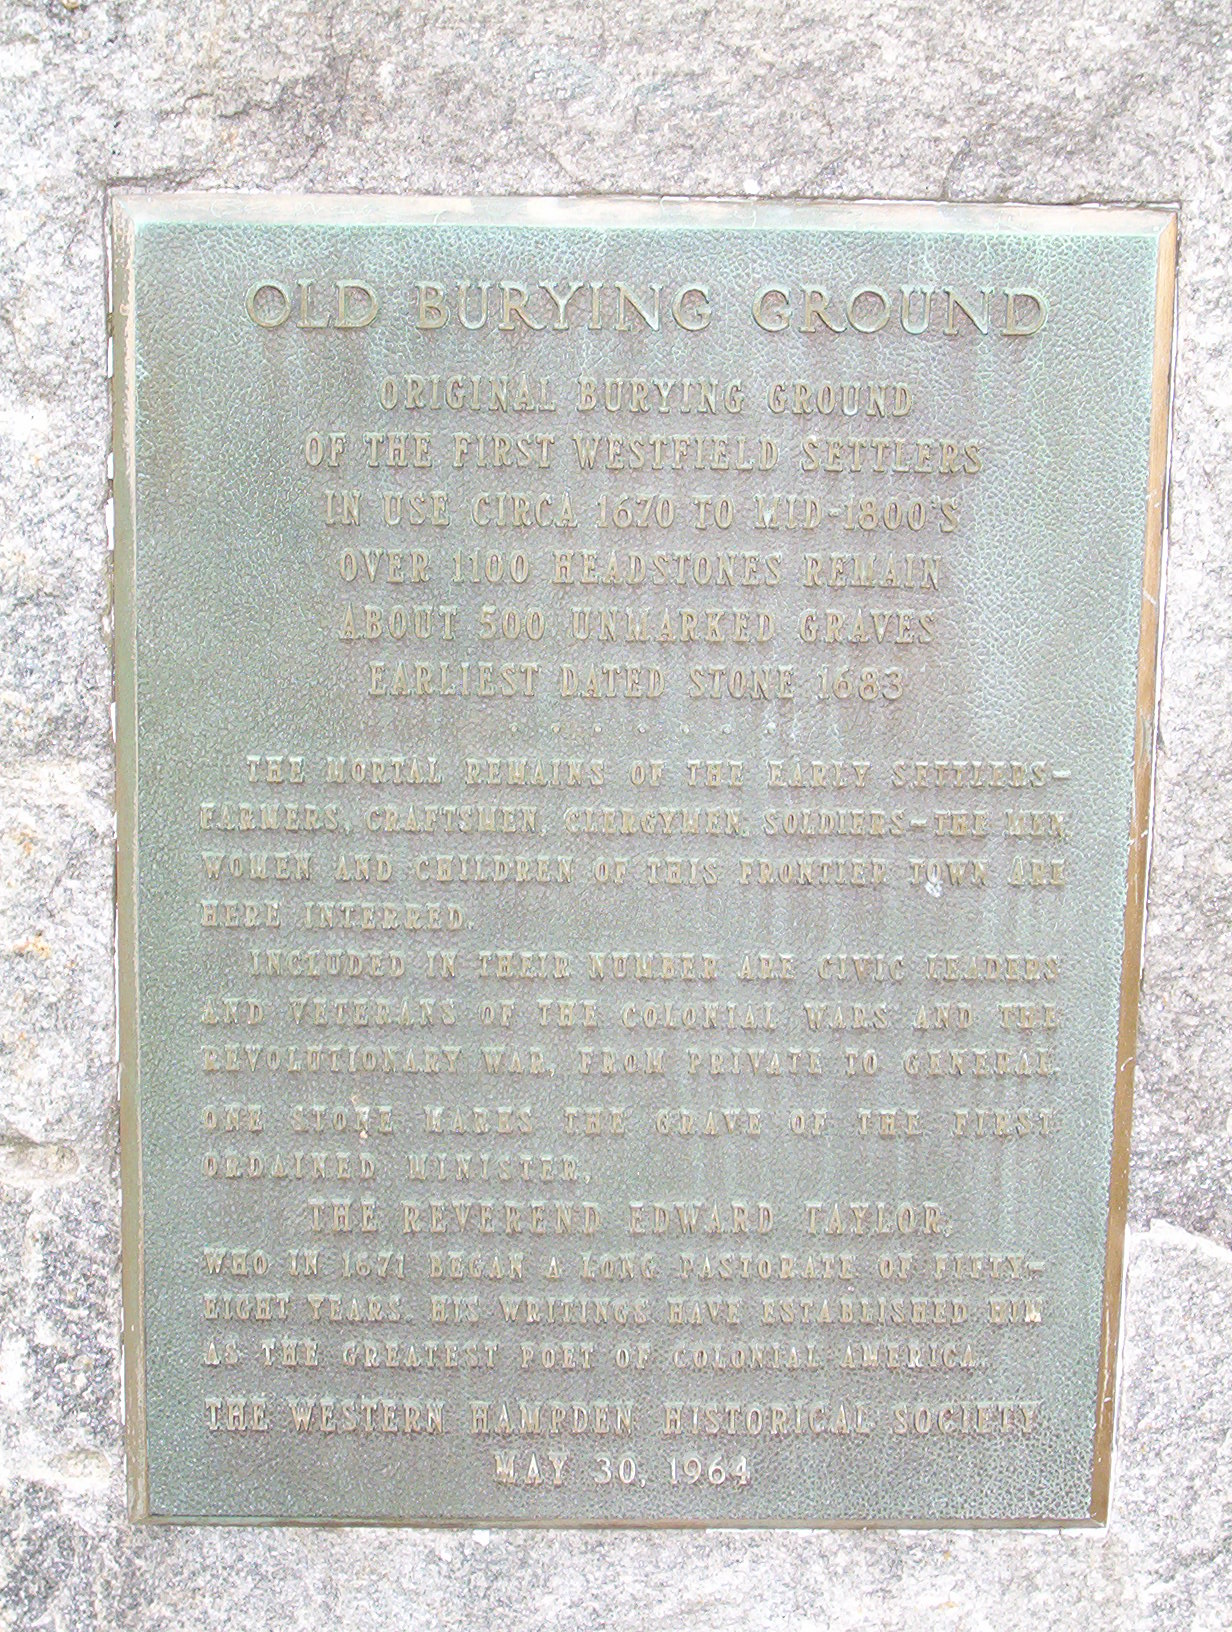 OLD BURYING GROUND
ORIGINAL BURYING GROUND
OF THE FIRST WESTFIELD SETTLERS
IN USE CIRCA 1670 TO MID-1800'S
OVER 1100 HEADSTONES REMAIN
ABOUT 500 UNMARKED GRAVES
EARLIEST DATED STONE 1683
· · · · · · ·
THE MORTAL REMAINS OF THE EARLY SETTLERS-
FARMERS, CRAFTSMEN, CLERGYMEN, SOLDIERS-THE MEN,
WOMEN AND CHILDREN OF THIS FRONTIER TOWN ARE
HERE INTERRED.
INCLUDED IN THEIR NUMBER ARE CIVIC LEADERS
AND VETERANS OF THE COLONIAL WARS AND THE
REVOLUTIONARY WAR, FROM PRIVATE TO GENERAL.
ONE STONE MARKS THE GRAVE OF THE FIRST
ORDAINED MINISTER,
THE REVEREND EDWARD TAYLOR,
WHO IN 1671 BEGAN A LONG PASTORATE OF FIFTY-
EIGHT YEARS. HIS WRITINGS HAVE ESTABLISHED HIM
AS THE GREATEST POET OF COLONIAL AMERICA.
THE WESTERN HAMPDEN HISTORICAL SOCIETY
MAY 30, 1964